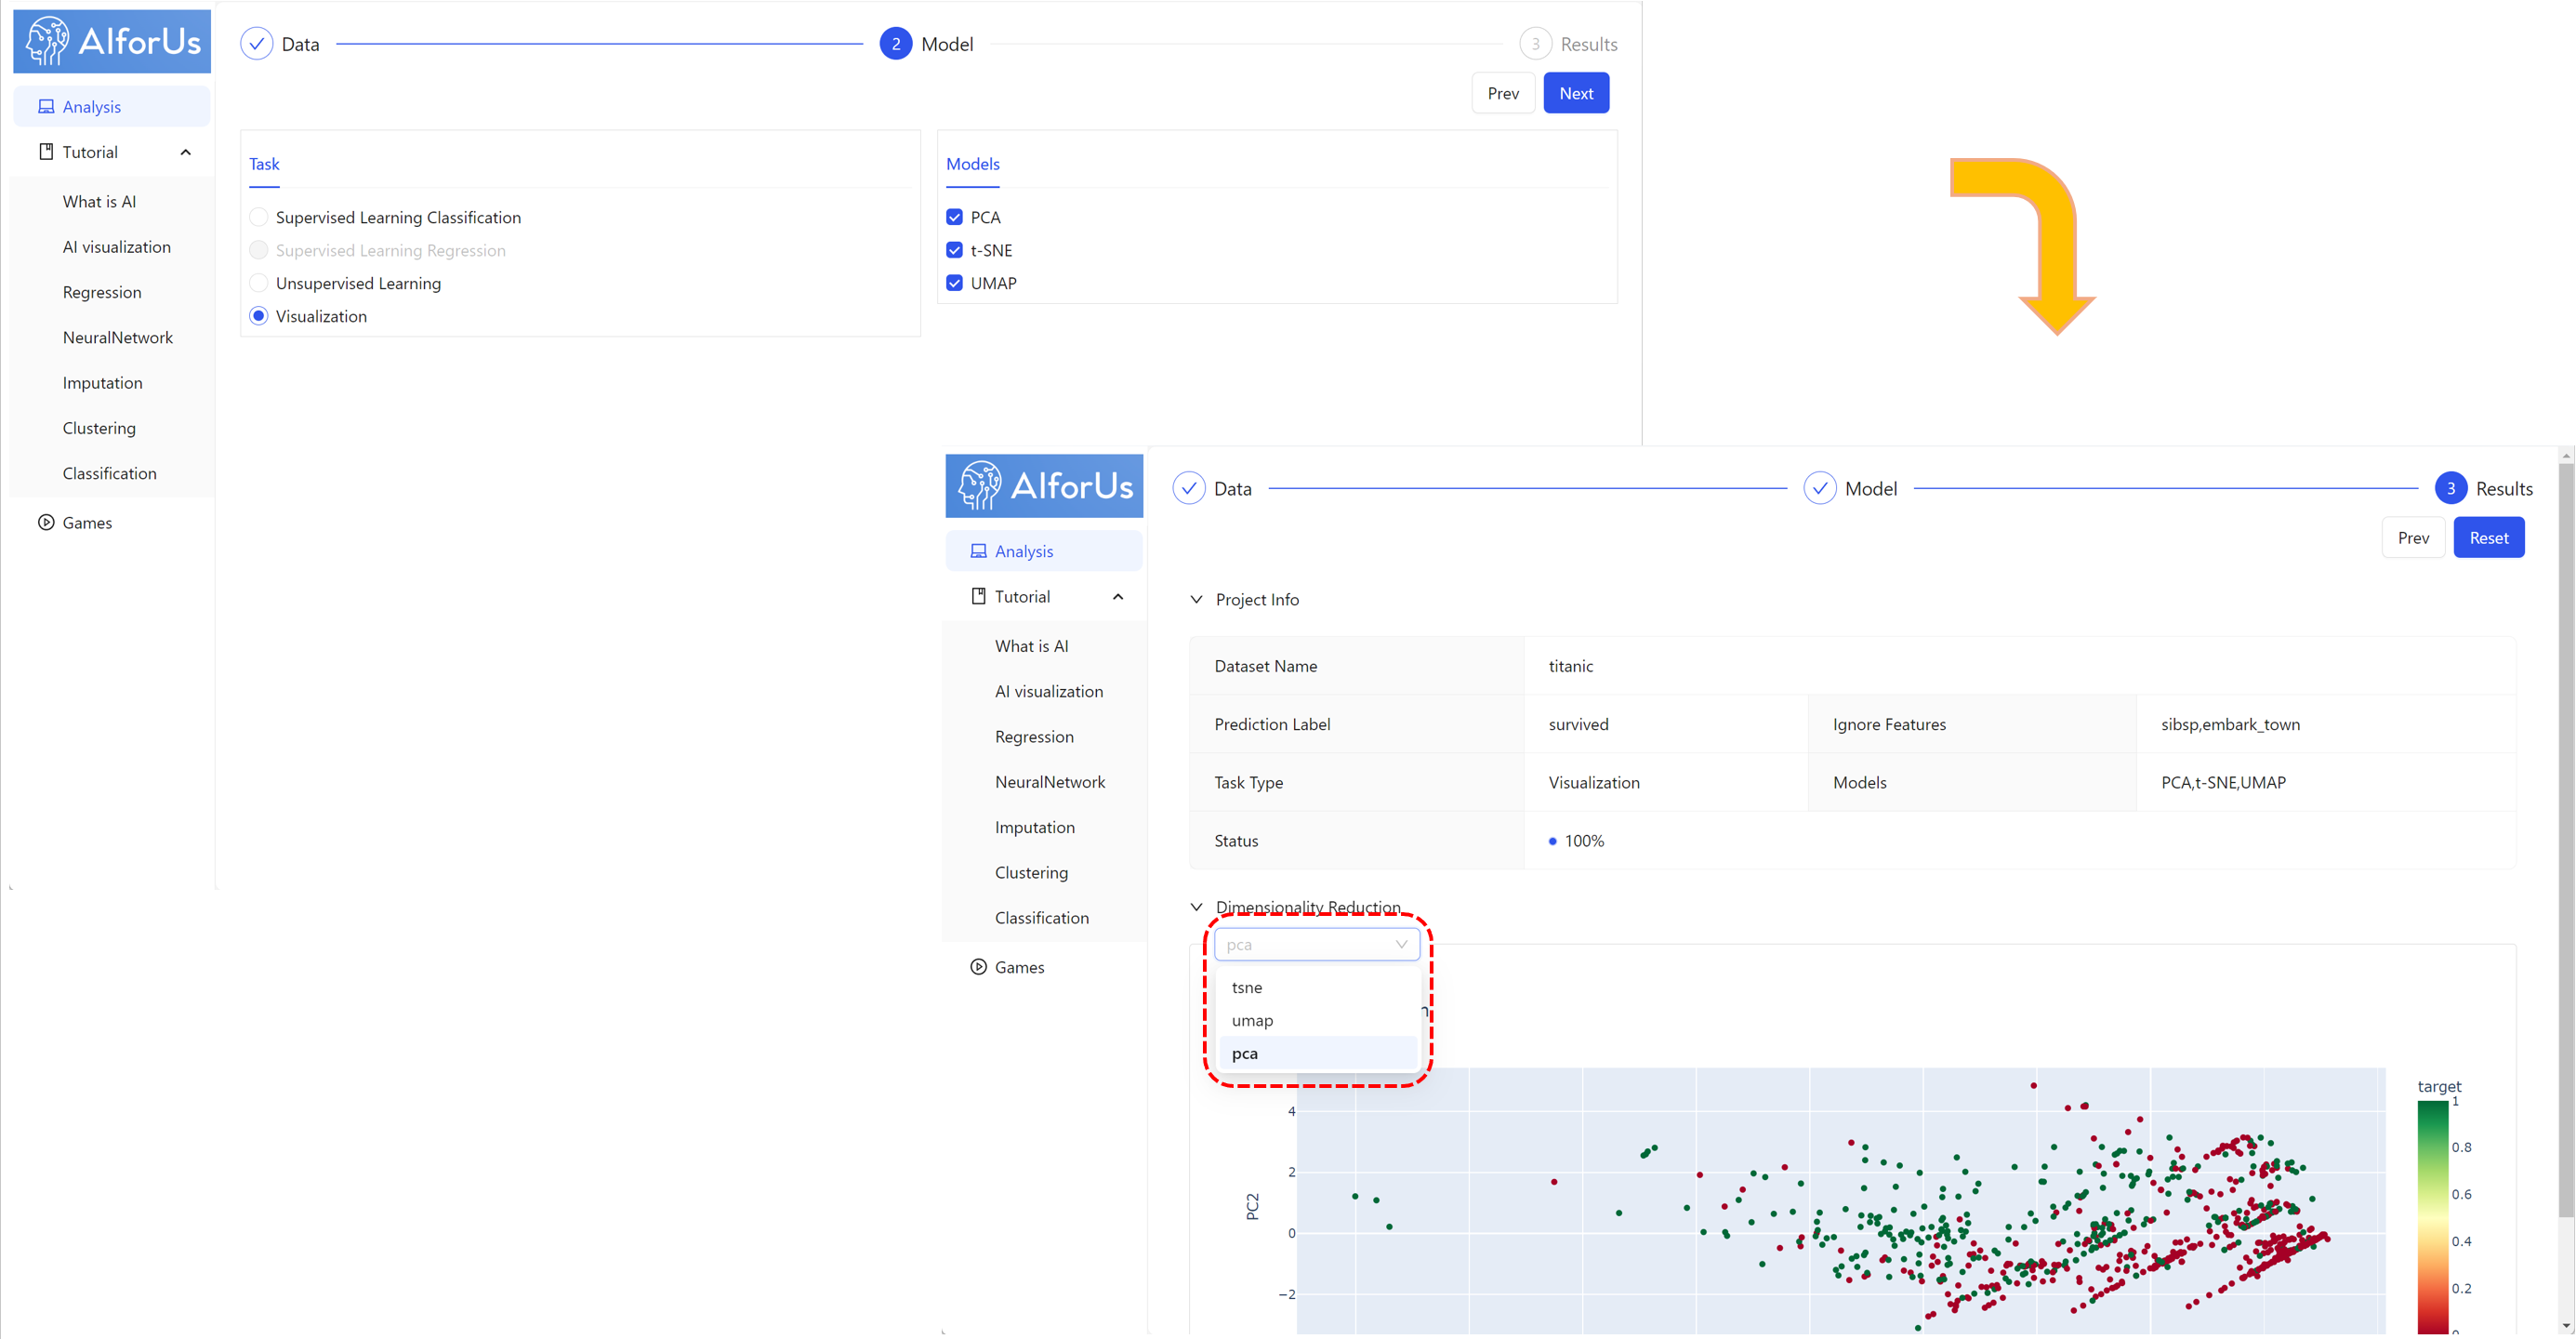 AIforUs
Data
2 Model
3 Results
Prev Next
Analysis
Tutorial
What is AI
AI visualization
Regression
NeuralNetwork
Imputation
Clustering
Classification
Games
Task
Supervised Learning Classification
Supervised Learning Regression
Unsupervised Learning
Visualization
Models
PCA
t-SNE
UMAP
AIforUs
Data
Model
3 Results
Prev Reset
Analysis
Tutorial
What is AI
AI visualization
Regression
NeuralNetwork
Imputation
Clustering
Classification
Games
Project Info
Dataset Name titanic
Prediction Label survived Ignore Features sibsp,embark_town
Task Type Visualization Models PCA,t-SNE,UMAP
Status 100%
Dimensionality Reduction
pca
tsne
umap
pca
PC2
4
2
0
−2
target
1
0.8
0.6
0.4
0.2